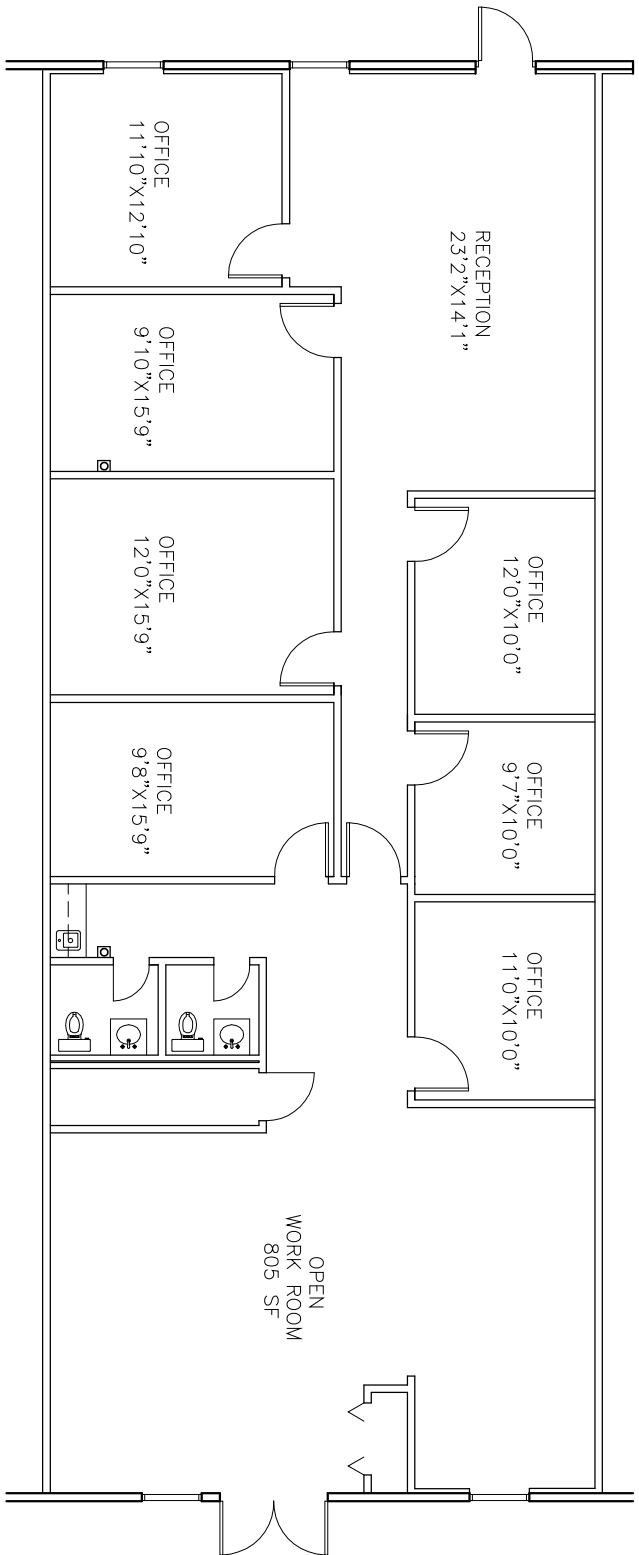 OFFICE
11'10"X12'10"
RECEPTION
23'2"X14'1"
OFFICE
9'10"X15'9"
OFFICE
12'0"X15'9"
OFFICE
12'0"X10'0"
OFFICE
9'8"X15'9"
OFFICE
9'7"X10'0"
OFFICE
11'0"X10'0"
OPEN
WORK ROOM
805 SF